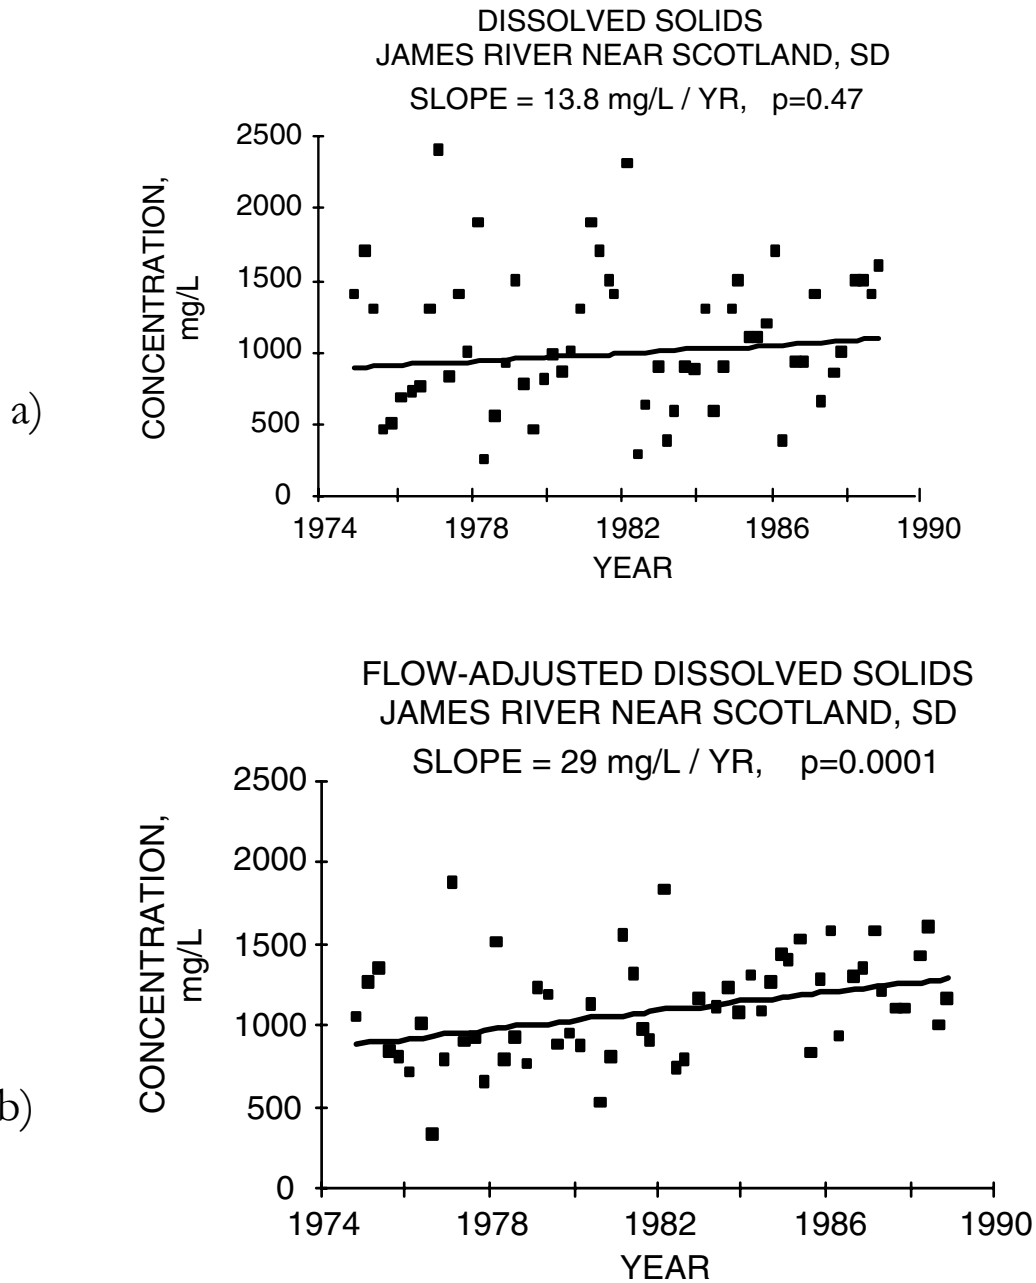 DISSOLVED SOLIDS
JAMES RIVER NEAR SCOTLAND, SD
SLOPE = 13.8 mg/L / YR, p=0.47
2500
2000
1500
1000
500
0
CONCENTRATION,
mg/L
a)
1974 1978 1982 1986 1990
YEAR
FLOW-ADJUSTED DISSOLVED SOLIDS
JAMES RIVER NEAR SCOTLAND, SD
SLOPE = 29 mg/L / YR, p=0.0001
2500
2000
1500
1000
500
0
CONCENTRATION,
mg/L
b)
1974 1978 1982 1986 1990
YEAR